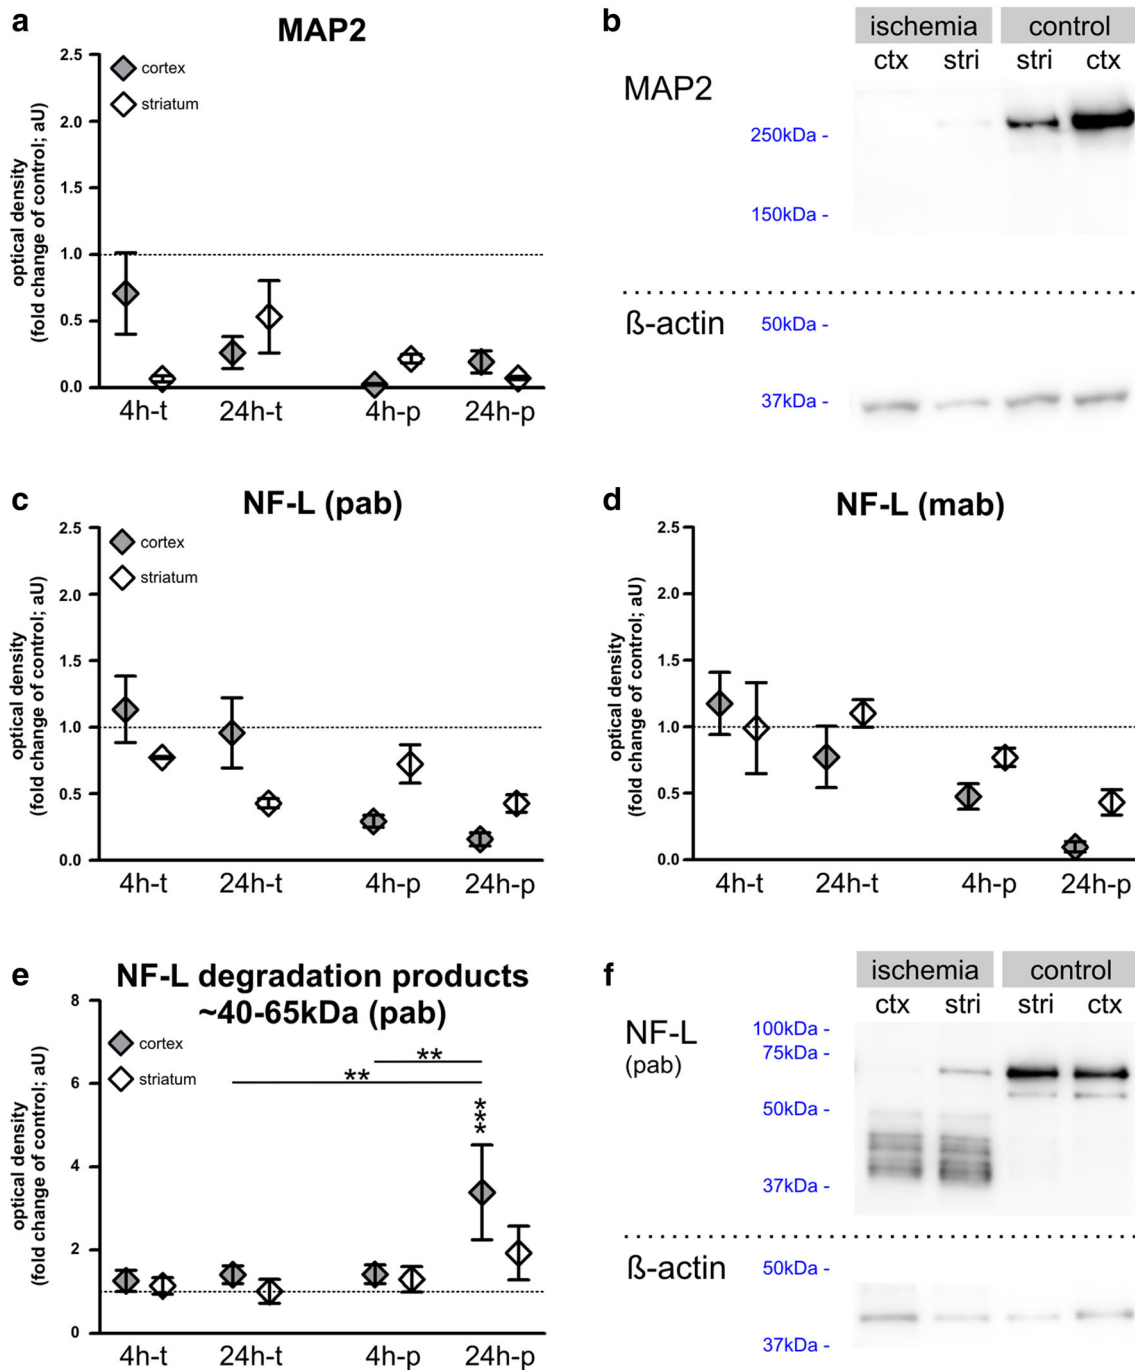 a
MAP2
optical density
(fold change of control; aU)
2.5
2.0
1.5
1.0
0.5
0.0
cortex
striatum
4h-t 24h-t 4h-p 24h-p
b
ischemia control
ctx stri stri ctx
MAP2
250kDa -
150kDa -
ß-actin
50kDa -
37kDa -
c
NF-L (pab)
optical density
(fold change of control; aU)
2.5
2.0
1.5
1.0
0.5
0.0
cortex
striatum
4h-t 24h-t 4h-p 24h-p
d
NF-L (mab)
optical density
(fold change of control; aU)
2.5
2.0
1.5
1.0
0.5
0.0
4h-t 24h-t 4h-p 24h-p
e
NF-L degradation products
~40-65kDa (pab)
optical density
(fold change of control; aU)
8
6
4
2
0
cortex
striatum
**
**
***
4h-t 24h-t 4h-p 24h-p
f
ischemia control
ctx stri stri ctx
NF-L
(pab)
100kDa -
75kDa -
50kDa -
37kDa -
ß-actin
50kDa -
37kDa -